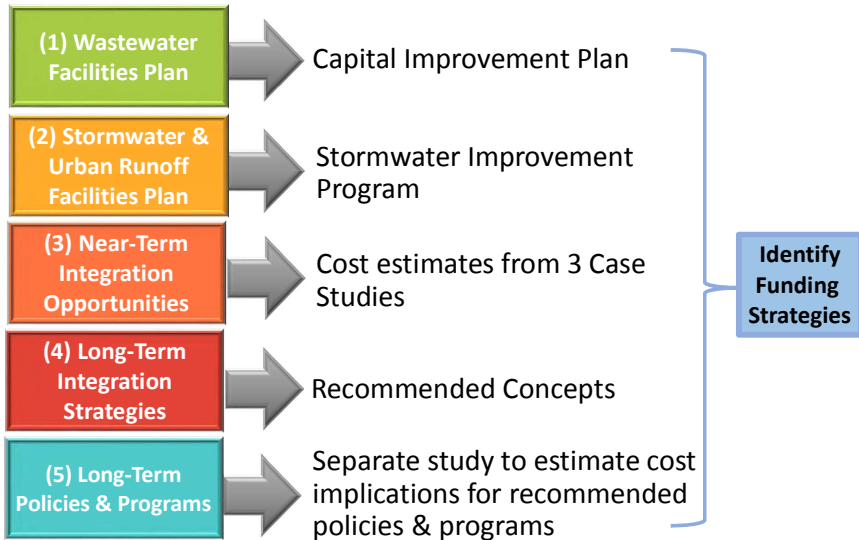 (1) Wastewater
Facilities Plan
Capital Improvement Plan
(2) Stormwater &
Urban Runoff
Facilities Plan
Stormwater Improvement
Program
(3) Near-Term
Integration
Opportunities
Cost estimates from 3 Case
Studies
(4) Long-Term
Integration
Strategies
Recommended Concepts
(5) Long-Term
Policies & Programs
Separate study to estimate cost
implications for recommended
policies & programs
Identify
Funding
Strategies